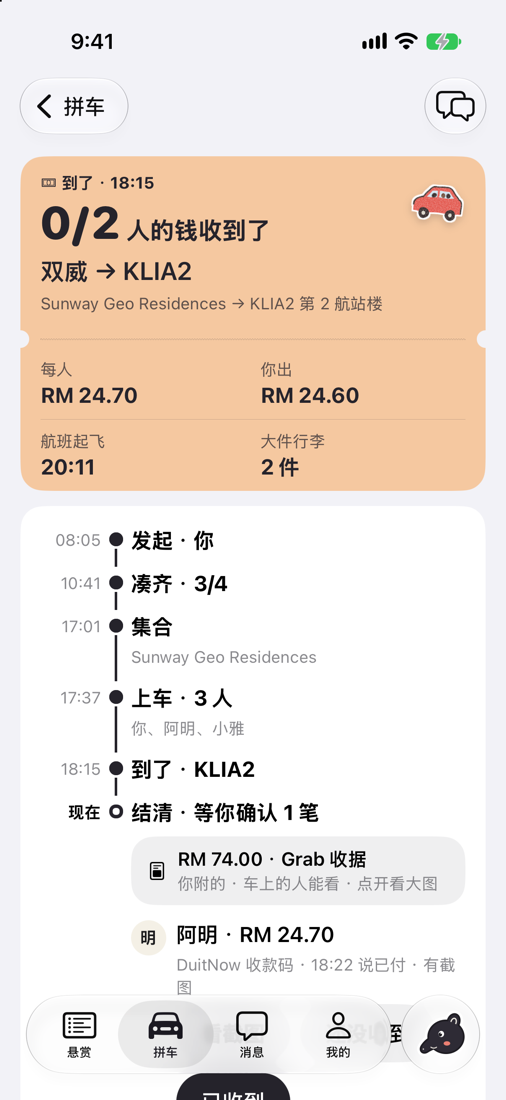 9:41
拼车
到了 · 18:15
0/2 人的钱收到了
双威 → KLIA2
Sunway Geo Residences → KLIA2 第 2 航站楼
每人
你出
RM 24.70
RM 24.60
航班起飞
大件行李
20:11
2 件
08:05 发起 · 你
10:41 凑齐 · 3/4
17:01 集合
Sunway Geo Residences
17:37 上车 · 3 人
你、阿明、小雅
18:15 到了 · KLIA2
现在 结清 · 等你确认 1 笔
RM 74.00 · Grab 收据
你附的 · 车上的人能看 · 点开看大图
明 阿明 · RM 24.70
DuitNow 收款码 · 18:22 说已付 · 有截
图
悬赏
拼车
消息
我的
已收到